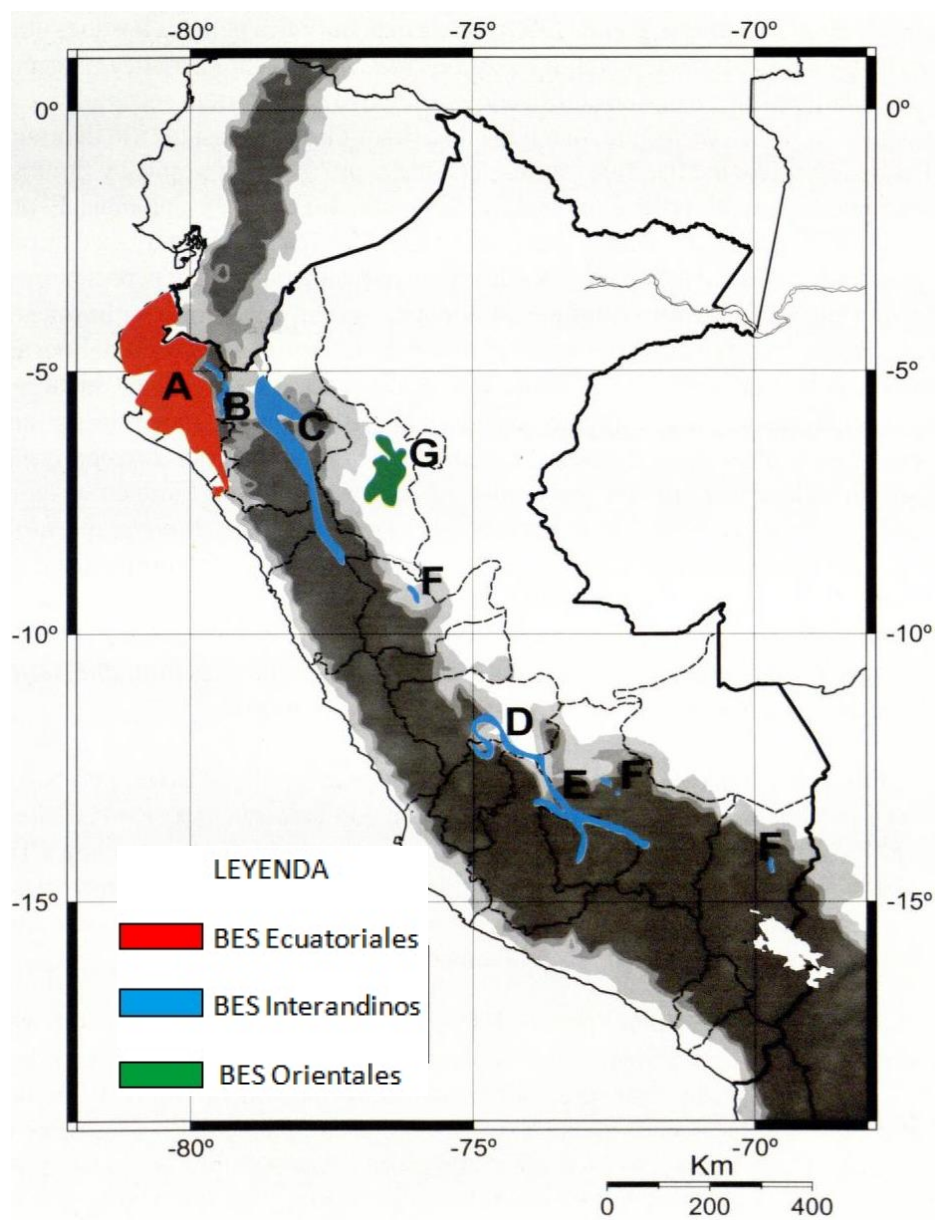 -80º -75º -70º
0º 0º
-5º -5º
A
B
C
G
F
-10º -10º
D
E F
F
LEYENDA
-15º -15º
BES Ecuatoriales
BES Interandinos
BES Orientales
-80º -75º -70º
Km
0 200 400